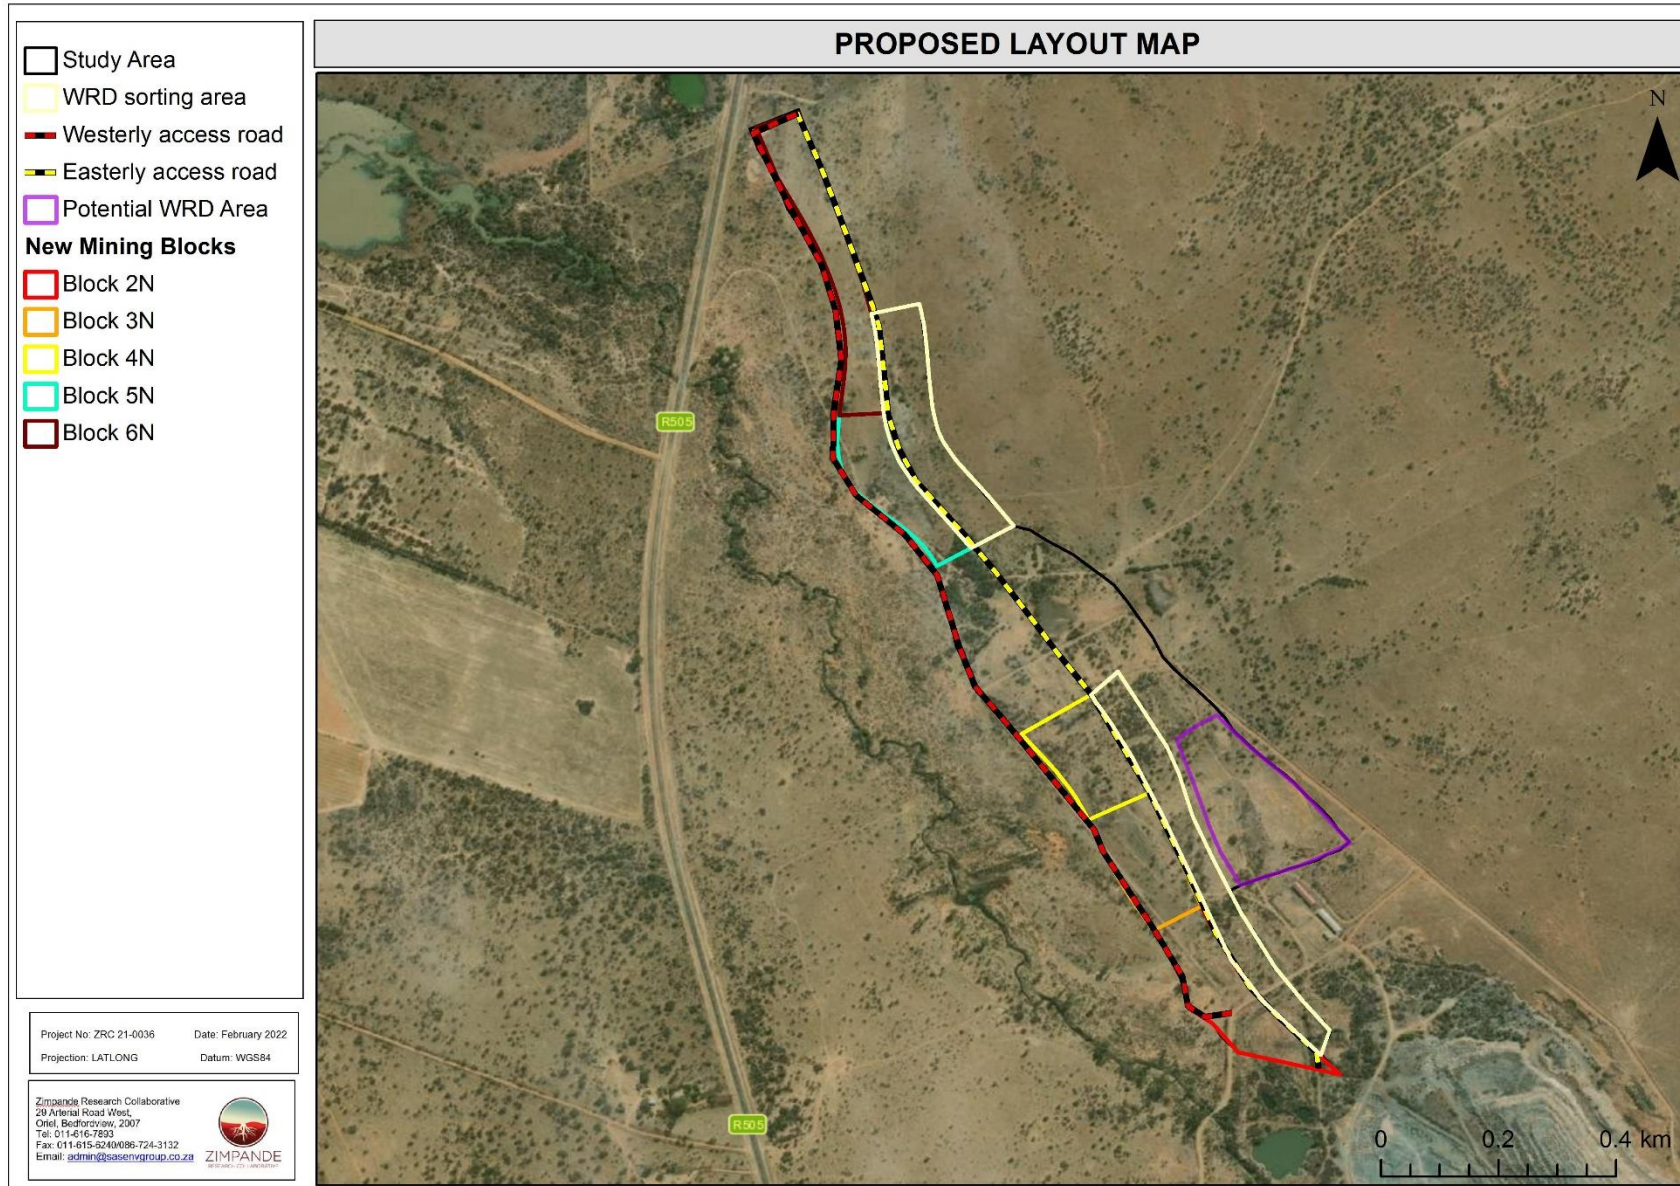 PROPOSED LAYOUT MAP
Study Area
WRD sorting area
Westerly access road
Easterly access road
Potential WRD Area
New Mining Blocks
Block 2N
Block 3N
Block 4N
Block 5N
Block 6N
N
R505
R505
0 0.2 0.4 km
Project No: ZRC 21-0036 Date: February 2022
Projection: LATLONG Datum: WGS84
Zimpande Research Collaborative
29 Arterial Road West,
Oriel, Bedfordview, 2007
Tel: 011-616-7893
Fax: 011-615-6240/086-724-3132
Email: admin@sasenvgroup.co.za
ZIMPANDE
RESEARCH COLLABORATIVE